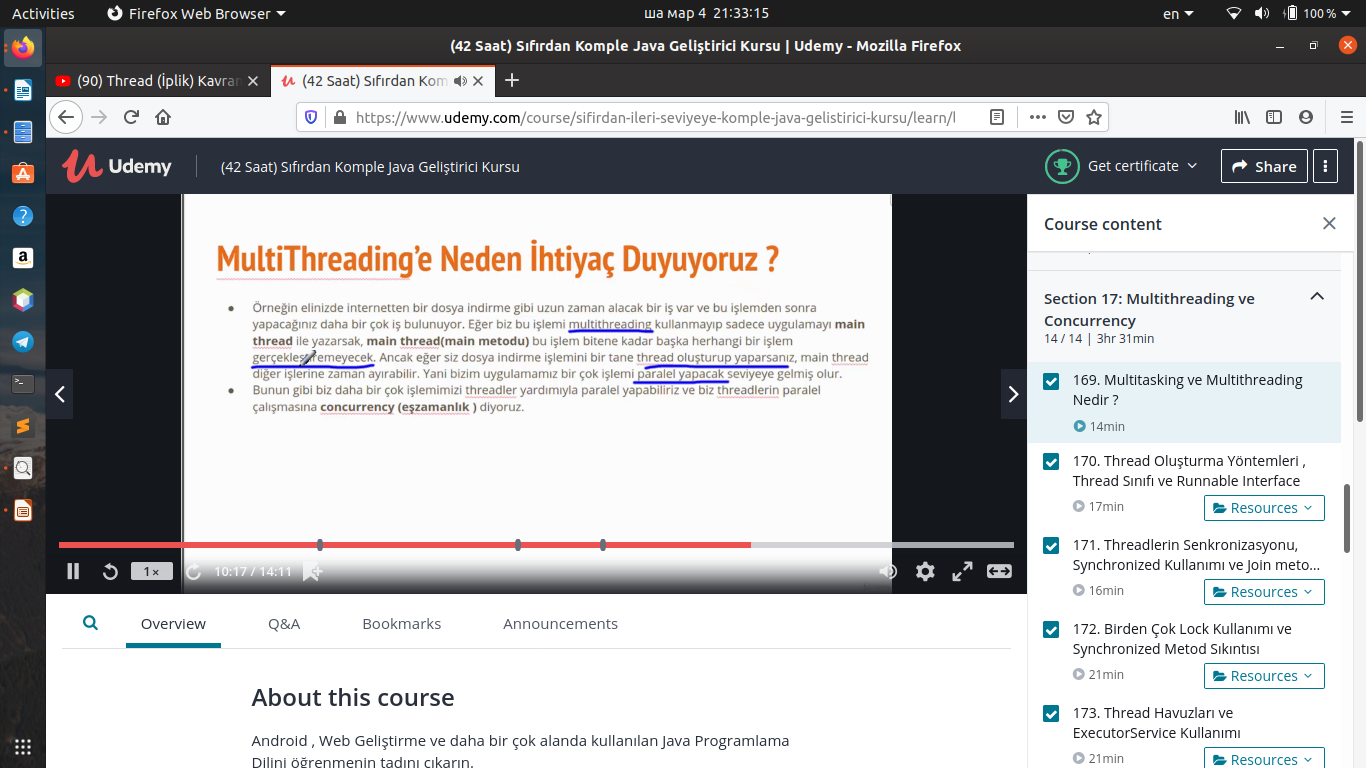 Activities
Firefox Web Browser
ша мар 4 21:33:15
en
100 %
(42 Saat) Sıfırdan Komple Java Geliştirici Kursu | Udemy - Mozilla Firefox
(90) Thread (İplik) Kavra
(42 Saat) Sıfırdan Kom
https://www.udemy.com/course/sifirdan-ileri-seviyeye-komple-java-gelistirici-kursu/learn/l
Udemy
(42 Saat) Sıfırdan Komple Java Geliştirici Kursu
Get certificate
Share
MultiThreading'e Neden İhtiyaç Duyuyoruz ?
Örneğin elinizde internetten bir dosya indirme gibi uzun zaman alacak bir iş var ve bu işlemden sonra
yapacağınız daha bir çok iş bulunuyor. Eğer biz bu işlemi multithreading kullanmayıp sadece uygulamayı main
thread ile yazarsak, main thread(main metodu) bu işlem bitene kadar başka herhangi bir işlem
gerçekleştiremeyecek. Ancak eğer siz dosya indirme işlemini bir tane thread oluşturup yaparsanız, main thread
diğer işlerine zaman ayırabilir. Yani bizim uygulamamız bir çok işlemi paralel yapacak seviyeye gelmiş olur.
Bunun gibi biz daha bir çok işlemimizi threadler yardımıyla paralel yapabiliriz ve biz threadlerin paralel
çalışmasına concurrency (eşzamanlık ) diyoruz.
1×
10:17 / 14:11
Course content
Section 17: Multithreading ve
Concurrency
14 / 14 | 3hr 31min
169. Multitasking ve Multithreading
Nedir ?
14min
170. Thread Oluşturma Yöntemleri ,
Thread Sınıfı ve Runnable Interface
17min
Resources
171. Threadlerin Senkronizasyonu,
Synchronized Kullanımı ve Join meto...
16min
Resources
172. Birden Çok Lock Kullanımı ve
Synchronized Metod Sıkıntısı
21min
Resources
173. Thread Havuzları ve
ExecutorService Kullanımı
21min
Resources
Overview
Q&A
Bookmarks
Announcements
About this course
Android , Web Geliştirme ve daha bir çok alanda kullanılan Java Programlama
Dilini öğrenmenin tadını çıkarın.